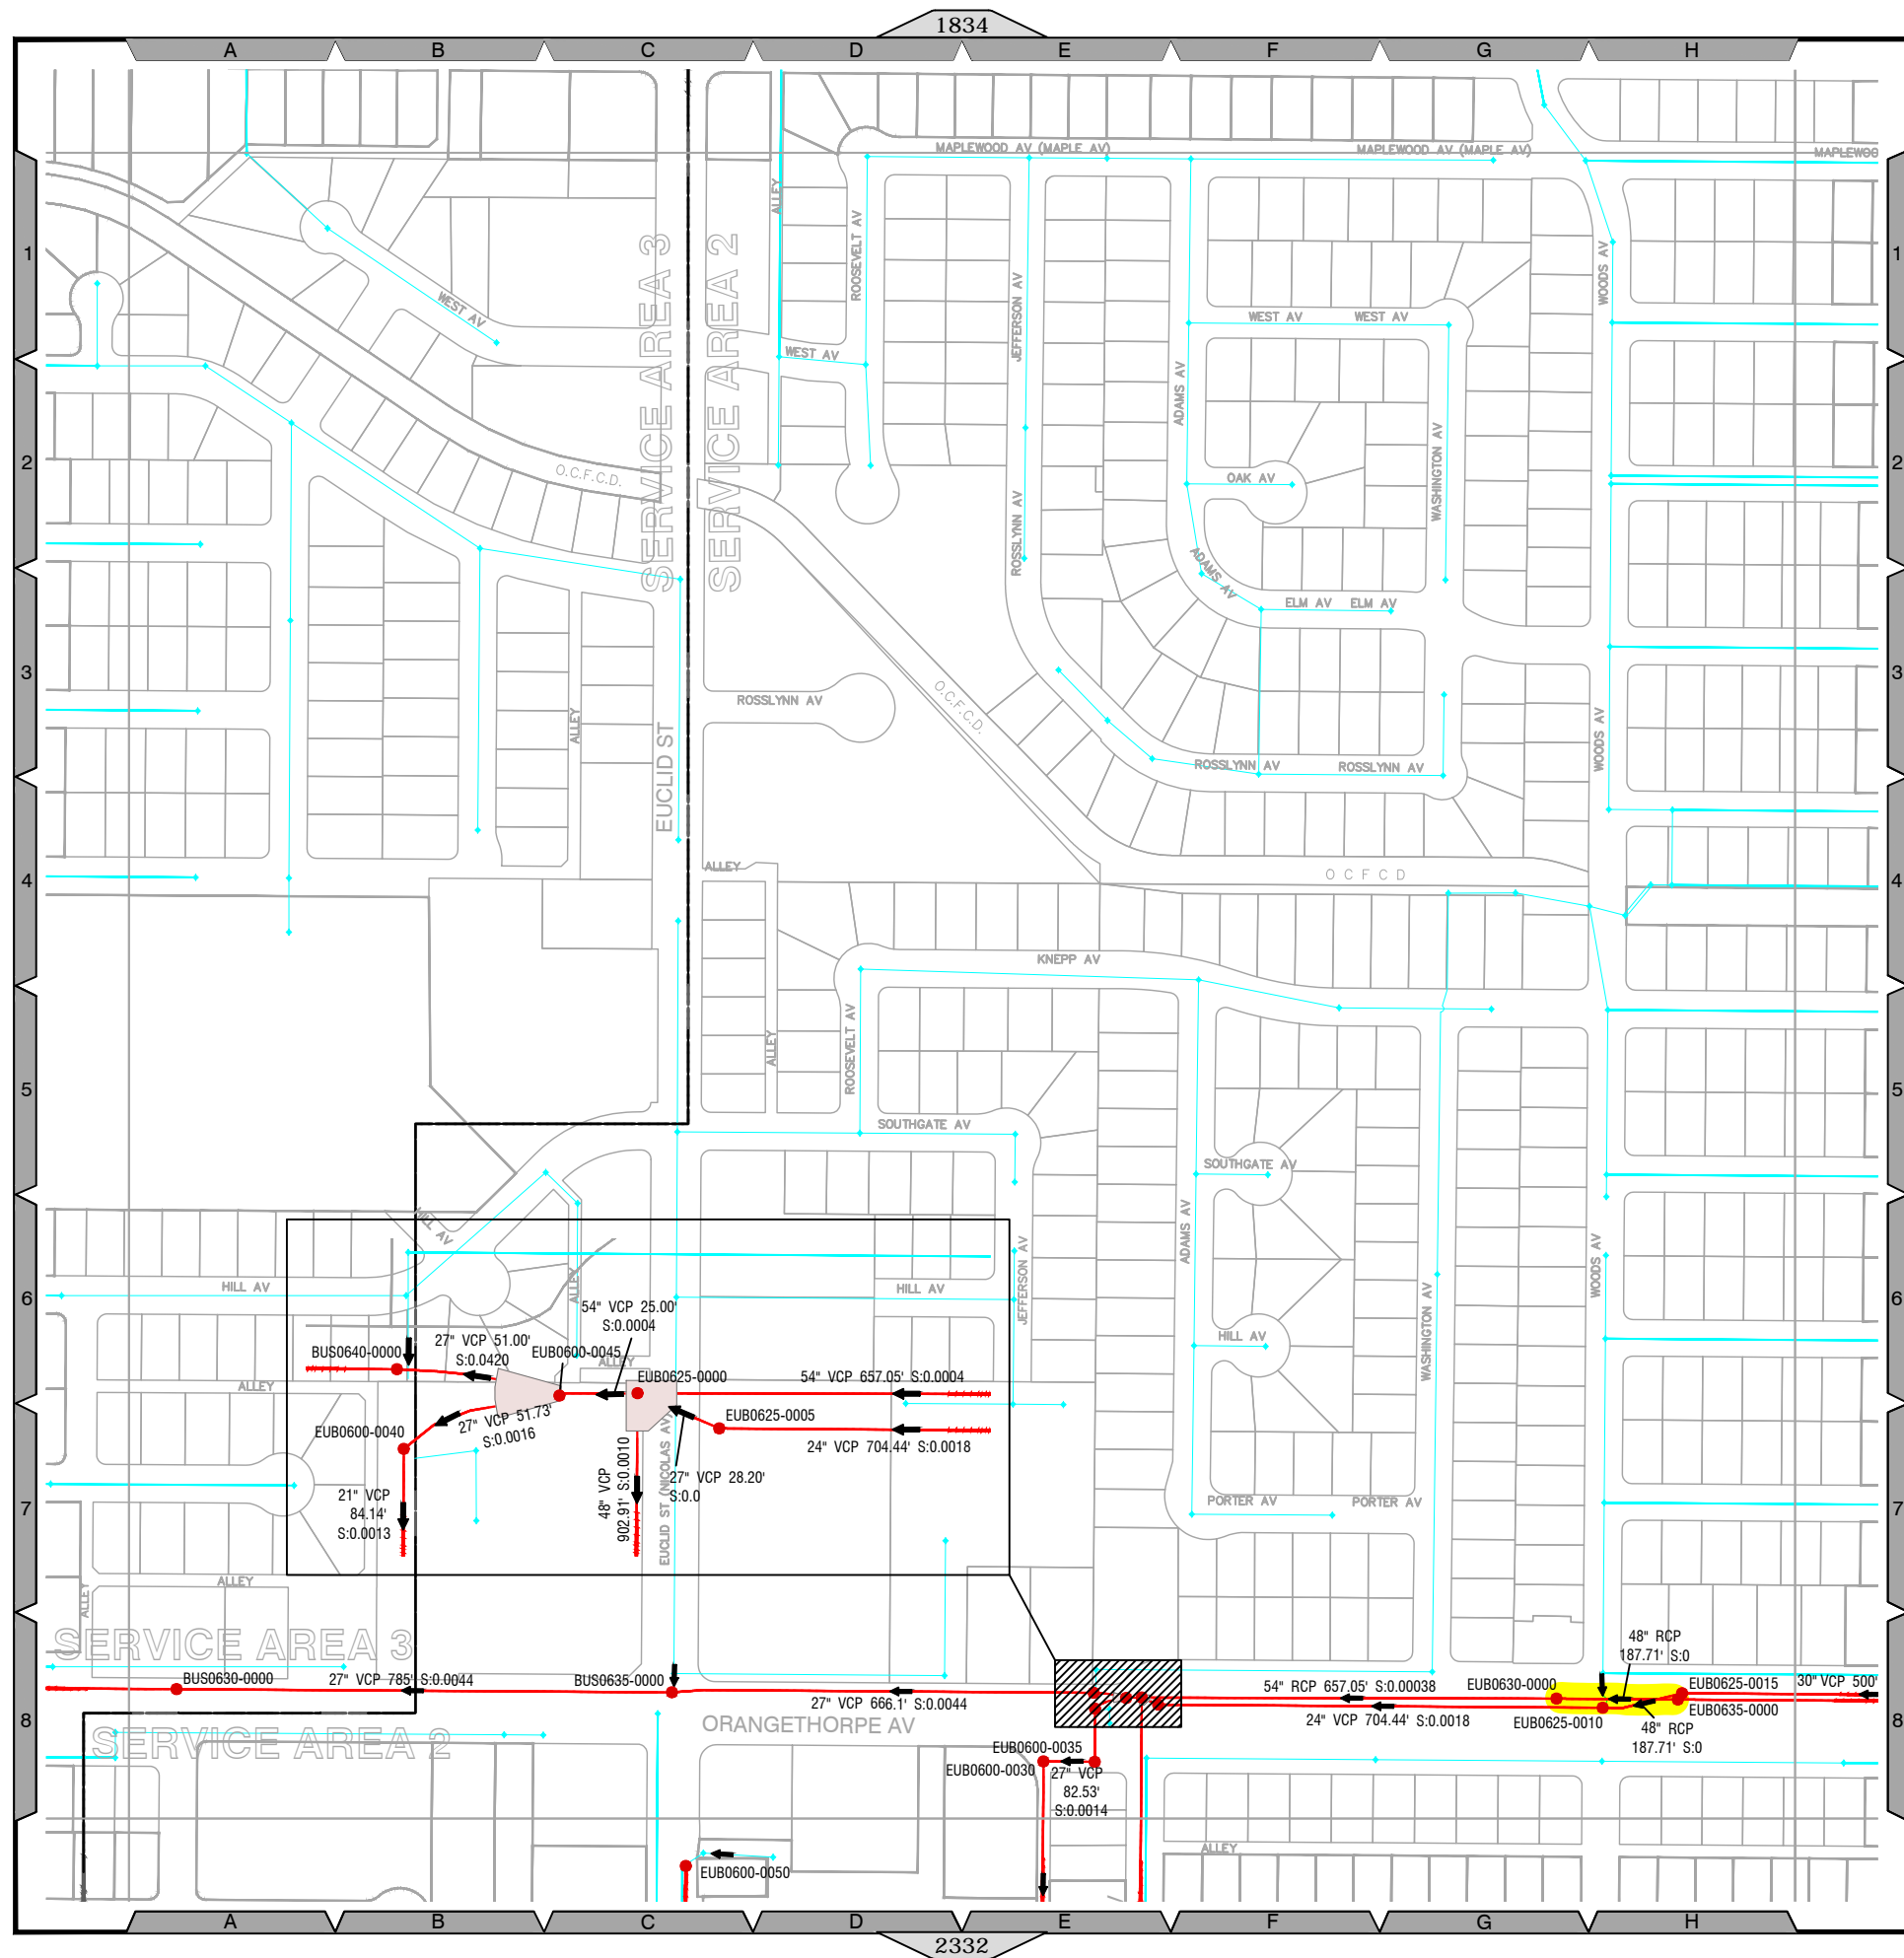 1834
A B C D E F G H
MAPLEWOOD AV (MAPLE AV)
MAPLEWOOD AV (MAPLE AV)
MAPLEWOO
ALLEY
ROOSEVELT AV
1
1
WEST AV
SERVICE AREA 3
SERVICE AREA 2
JEFFERSON AV
WOODS AV
WEST AV
WEST AV
WEST AV
ADAMS AV
2
2
O.C.F.C.D.
OAK AV
WASHINGTON AV
ROSSLYNN AV
ADAMS AV
ELM AV
ELM AV
3
3
ROSSLYNN AV
O.C.F.C.D.
ALLEY
EUCLID ST
WOODS AV
ROSSLYNN AV
ROSSLYNN AV
ALLEY
O C F C D
4
4
KNEPP AV
ALLEY
ROOSEVELT AV
5
5
SOUTHGATE AV
SOUTHGATE AV
HILL AV
ADAMS AV
JEFFERSON AV
WOODS AV
HILL AV
ALLEY
HILL AV
6
6
54" VCP 25.00'
S:0.0004
27" VCP 51.00'
S:0.0420
BUS0640-0000
EUB0600-0045
ALLEY
EUB0625-0000
54" VCP 657.05' S:0.0004
HILL AV
WASHINGTON AV
ALLEY
EUB0600-0040
27" VCP 51.73'
S:0.0016
EUB0625-0005
24" VCP 704.44' S:0.0018
27" VCP 28.20'
S:0.0
21" VCP
84.14'
S:0.0013
48" VCP
902.91' S:0.0010
EUCLID ST (NICOLAS AV)
PORTER AV
PORTER AV
7
7
ALLEY
ALLEY
SERVICE AREA 3
BUS0630-0000
27" VCP 785' S:0.0044
BUS0635-0000
27" VCP 666.1' S:0.0044
54" RCP 657.05' S:0.00038
24" VCP 704.44' S:0.0018
EUB0630-0000
48" RCP
187.71' S:0
EUB0625-0015
30" VCP 500'
EUB0635-0000
EUB0625-0010
48" RCP
187.71' S:0
8
8
SERVICE AREA 2
ORANGETHORPE AV
EUB0600-0035
EUB0600-0030
27" VCP
82.53'
S:0.0014
ALLEY
EUB0600-0050
A B C D E F G H
2332